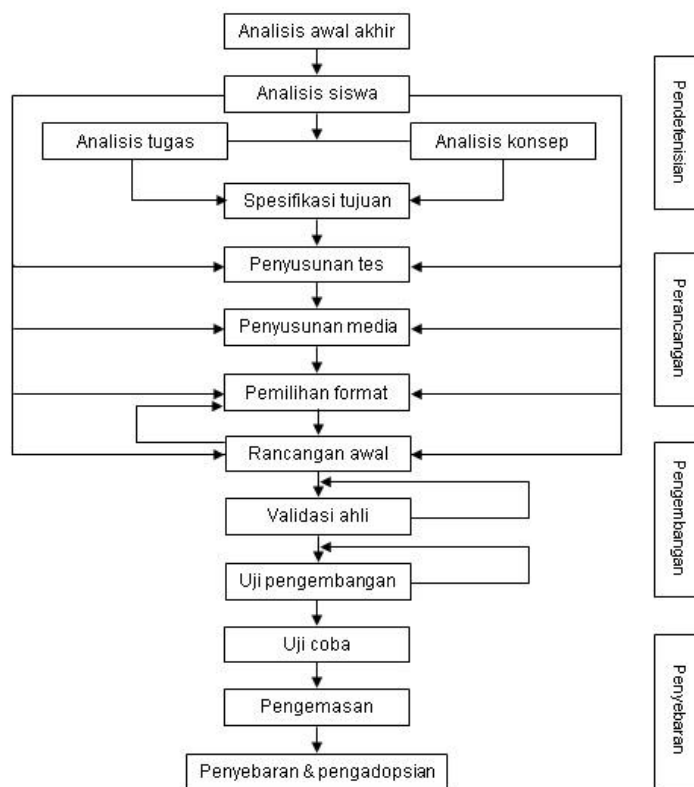 Analisis awal akhir
Analisis siswa
Analisis tugas
Analisis konsep
Spesifikasi tujuan
Penyusunan tes
Penyusunan media
Pemilihan format
Rancangan awal
Validasi ahli
Uji pengembangan
Uji coba
Pengemasan
Penyebaran & pengadopsian
Pendefenisian
Perancangan
Pengembangan
Penyebaran